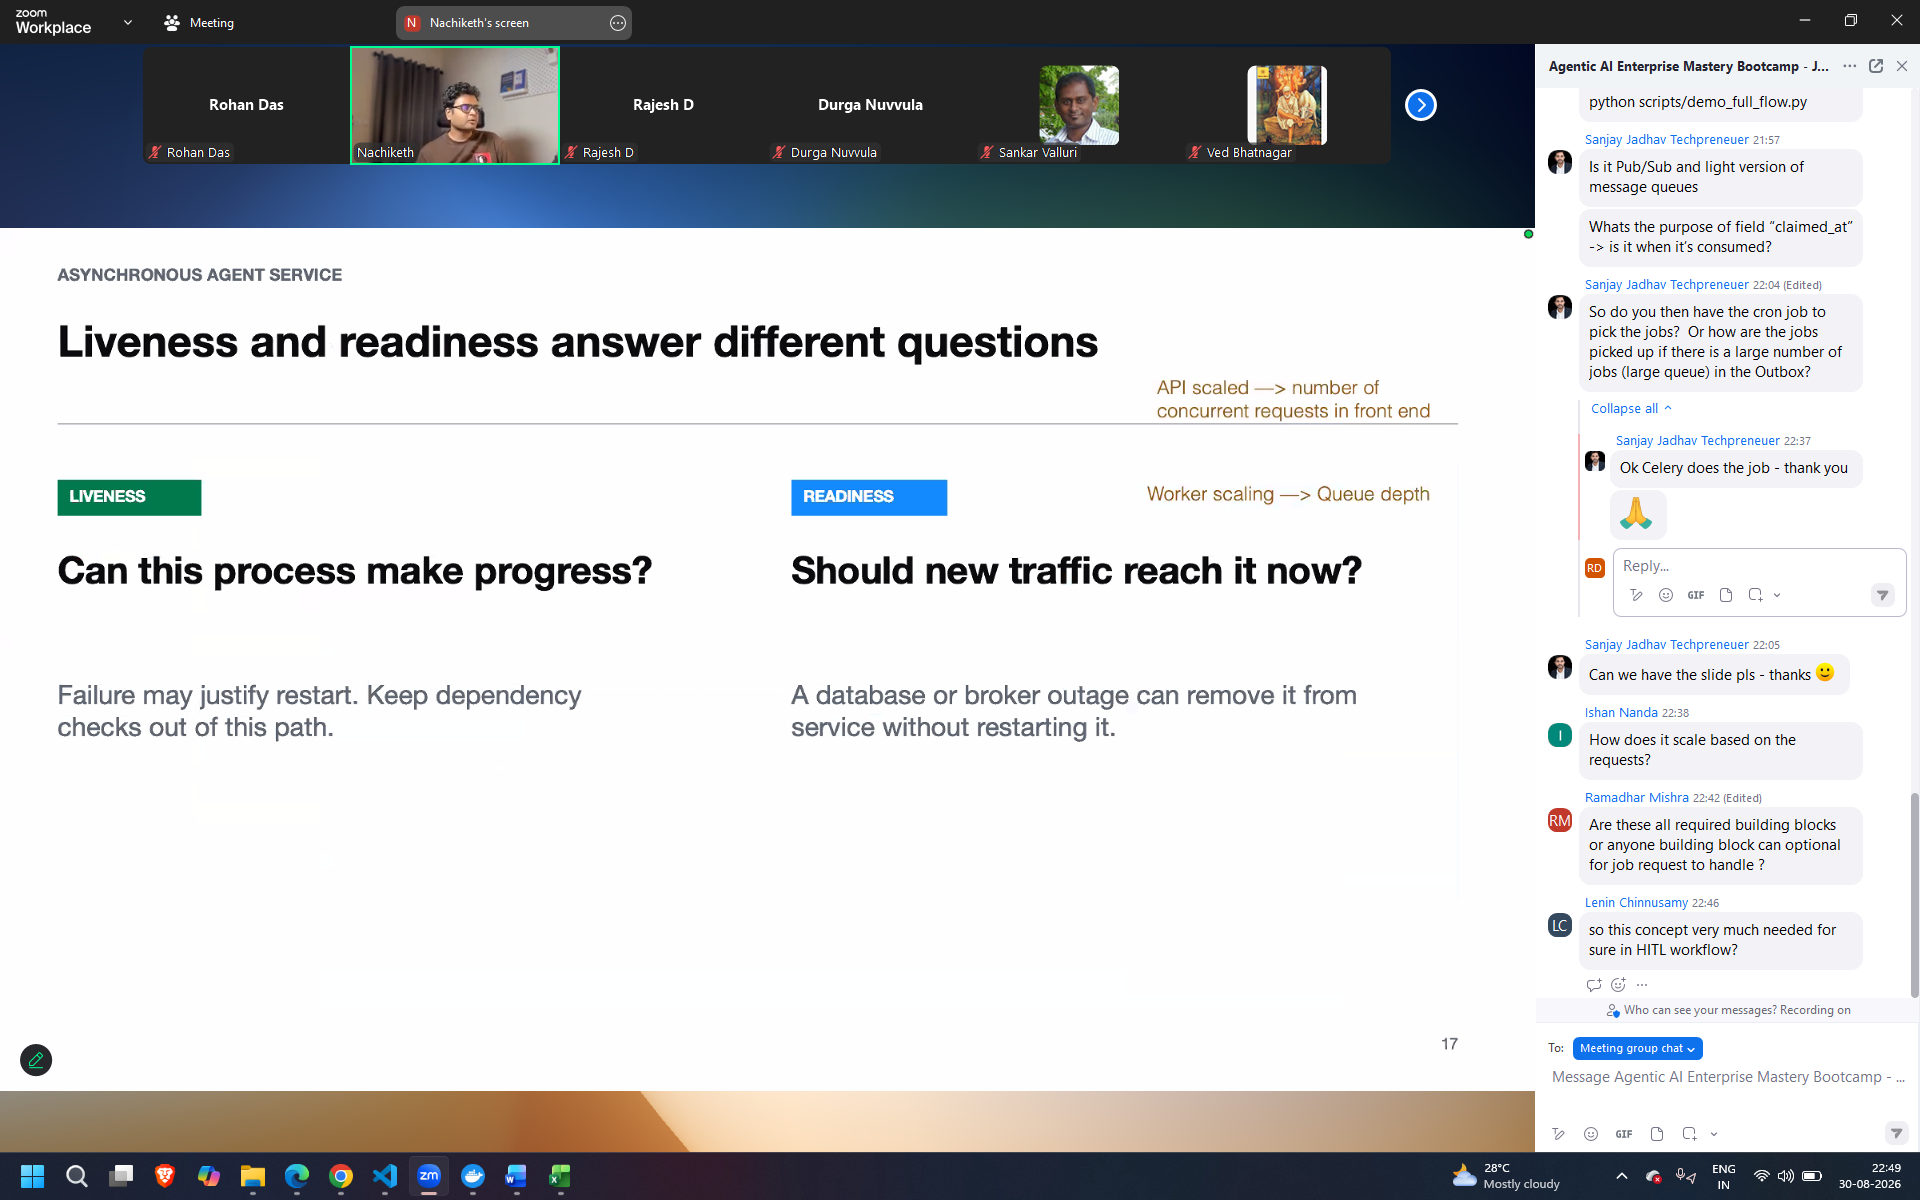 zoom
Workplace
Meeting
N Nachiketh's screen
Rohan Das
Rajesh D
Durga Nuvvula
Rohan Das
Nachiketh
Rajesh D
Durga Nuvvula
Sankar Valluri
Ved Bhatnagar
ASYNCHRONOUS AGENT SERVICE
Liveness and readiness answer different questions
API scaled —> number of
concurrent requests in front end
LIVENESS
READINESS
Worker scaling —> Queue depth
Can this process make progress?
Should new traffic reach it now?
Failure may justify restart. Keep dependency
checks out of this path.
A database or broker outage can remove it from
service without restarting it.
17
Agentic AI Enterprise Mastery Bootcamp - J...
python scripts/demo_full_flow.py
Sanjay Jadhav Techpreneuer 21:57
Is it Pub/Sub and light version of
message queues
Whats the purpose of field “claimed_at”
-> is it when it’s consumed?
Sanjay Jadhav Techpreneuer 22:04 (Edited)
So do you then have the cron job to
pick the jobs? Or how are the jobs
picked up if there is a large number of
jobs (large queue) in the Outbox?
Collapse all
Sanjay Jadhav Techpreneuer 22:37
Ok Celery does the job - thank you
🙏
RD
Reply...
GIF
Sanjay Jadhav Techpreneuer 22:05
Can we have the slide pls - thanks 🙂
Ishan Nanda 22:38
I
How does it scale based on the
requests?
Ramadhar Mishra 22:42 (Edited)
RM
Are these all required building blocks
or anyone building block can optional
for job request to handle ?
Lenin Chinnusamy 22:46
LC
so this concept very much needed for
sure in HITL workflow?
Who can see your messages? Recording on
To: Meeting group chat
Message Agentic AI Enterprise Mastery Bootcamp - ...
GIF
zm
28°C
Mostly cloudy
ENG
IN
22:49
30-08-2026